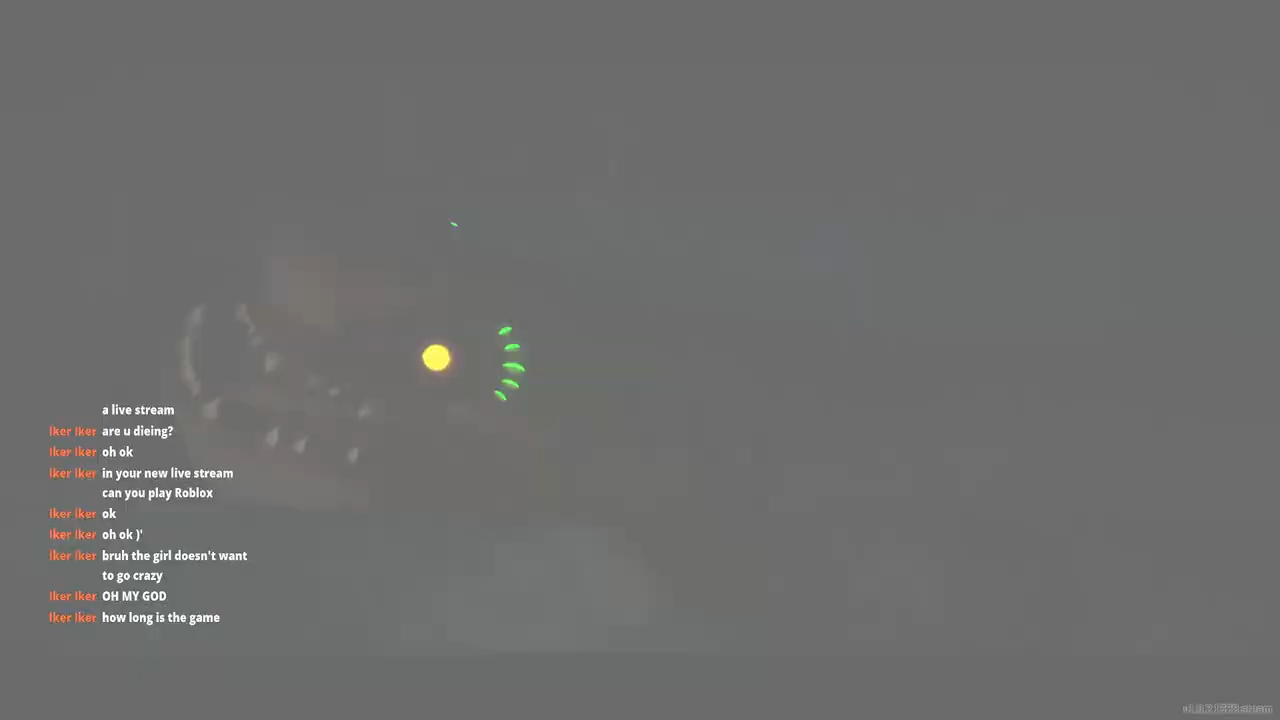 a live stream
Iker Iker are u dieing?
Iker Iker oh ok
Iker Iker in your new live stream
can you play Roblox
Iker Iker ok
Iker Iker oh ok )'
Iker Iker bruh the girl doesn't want
to go crazy
Iker Iker OH MY GOD
Iker Iker how long is the game